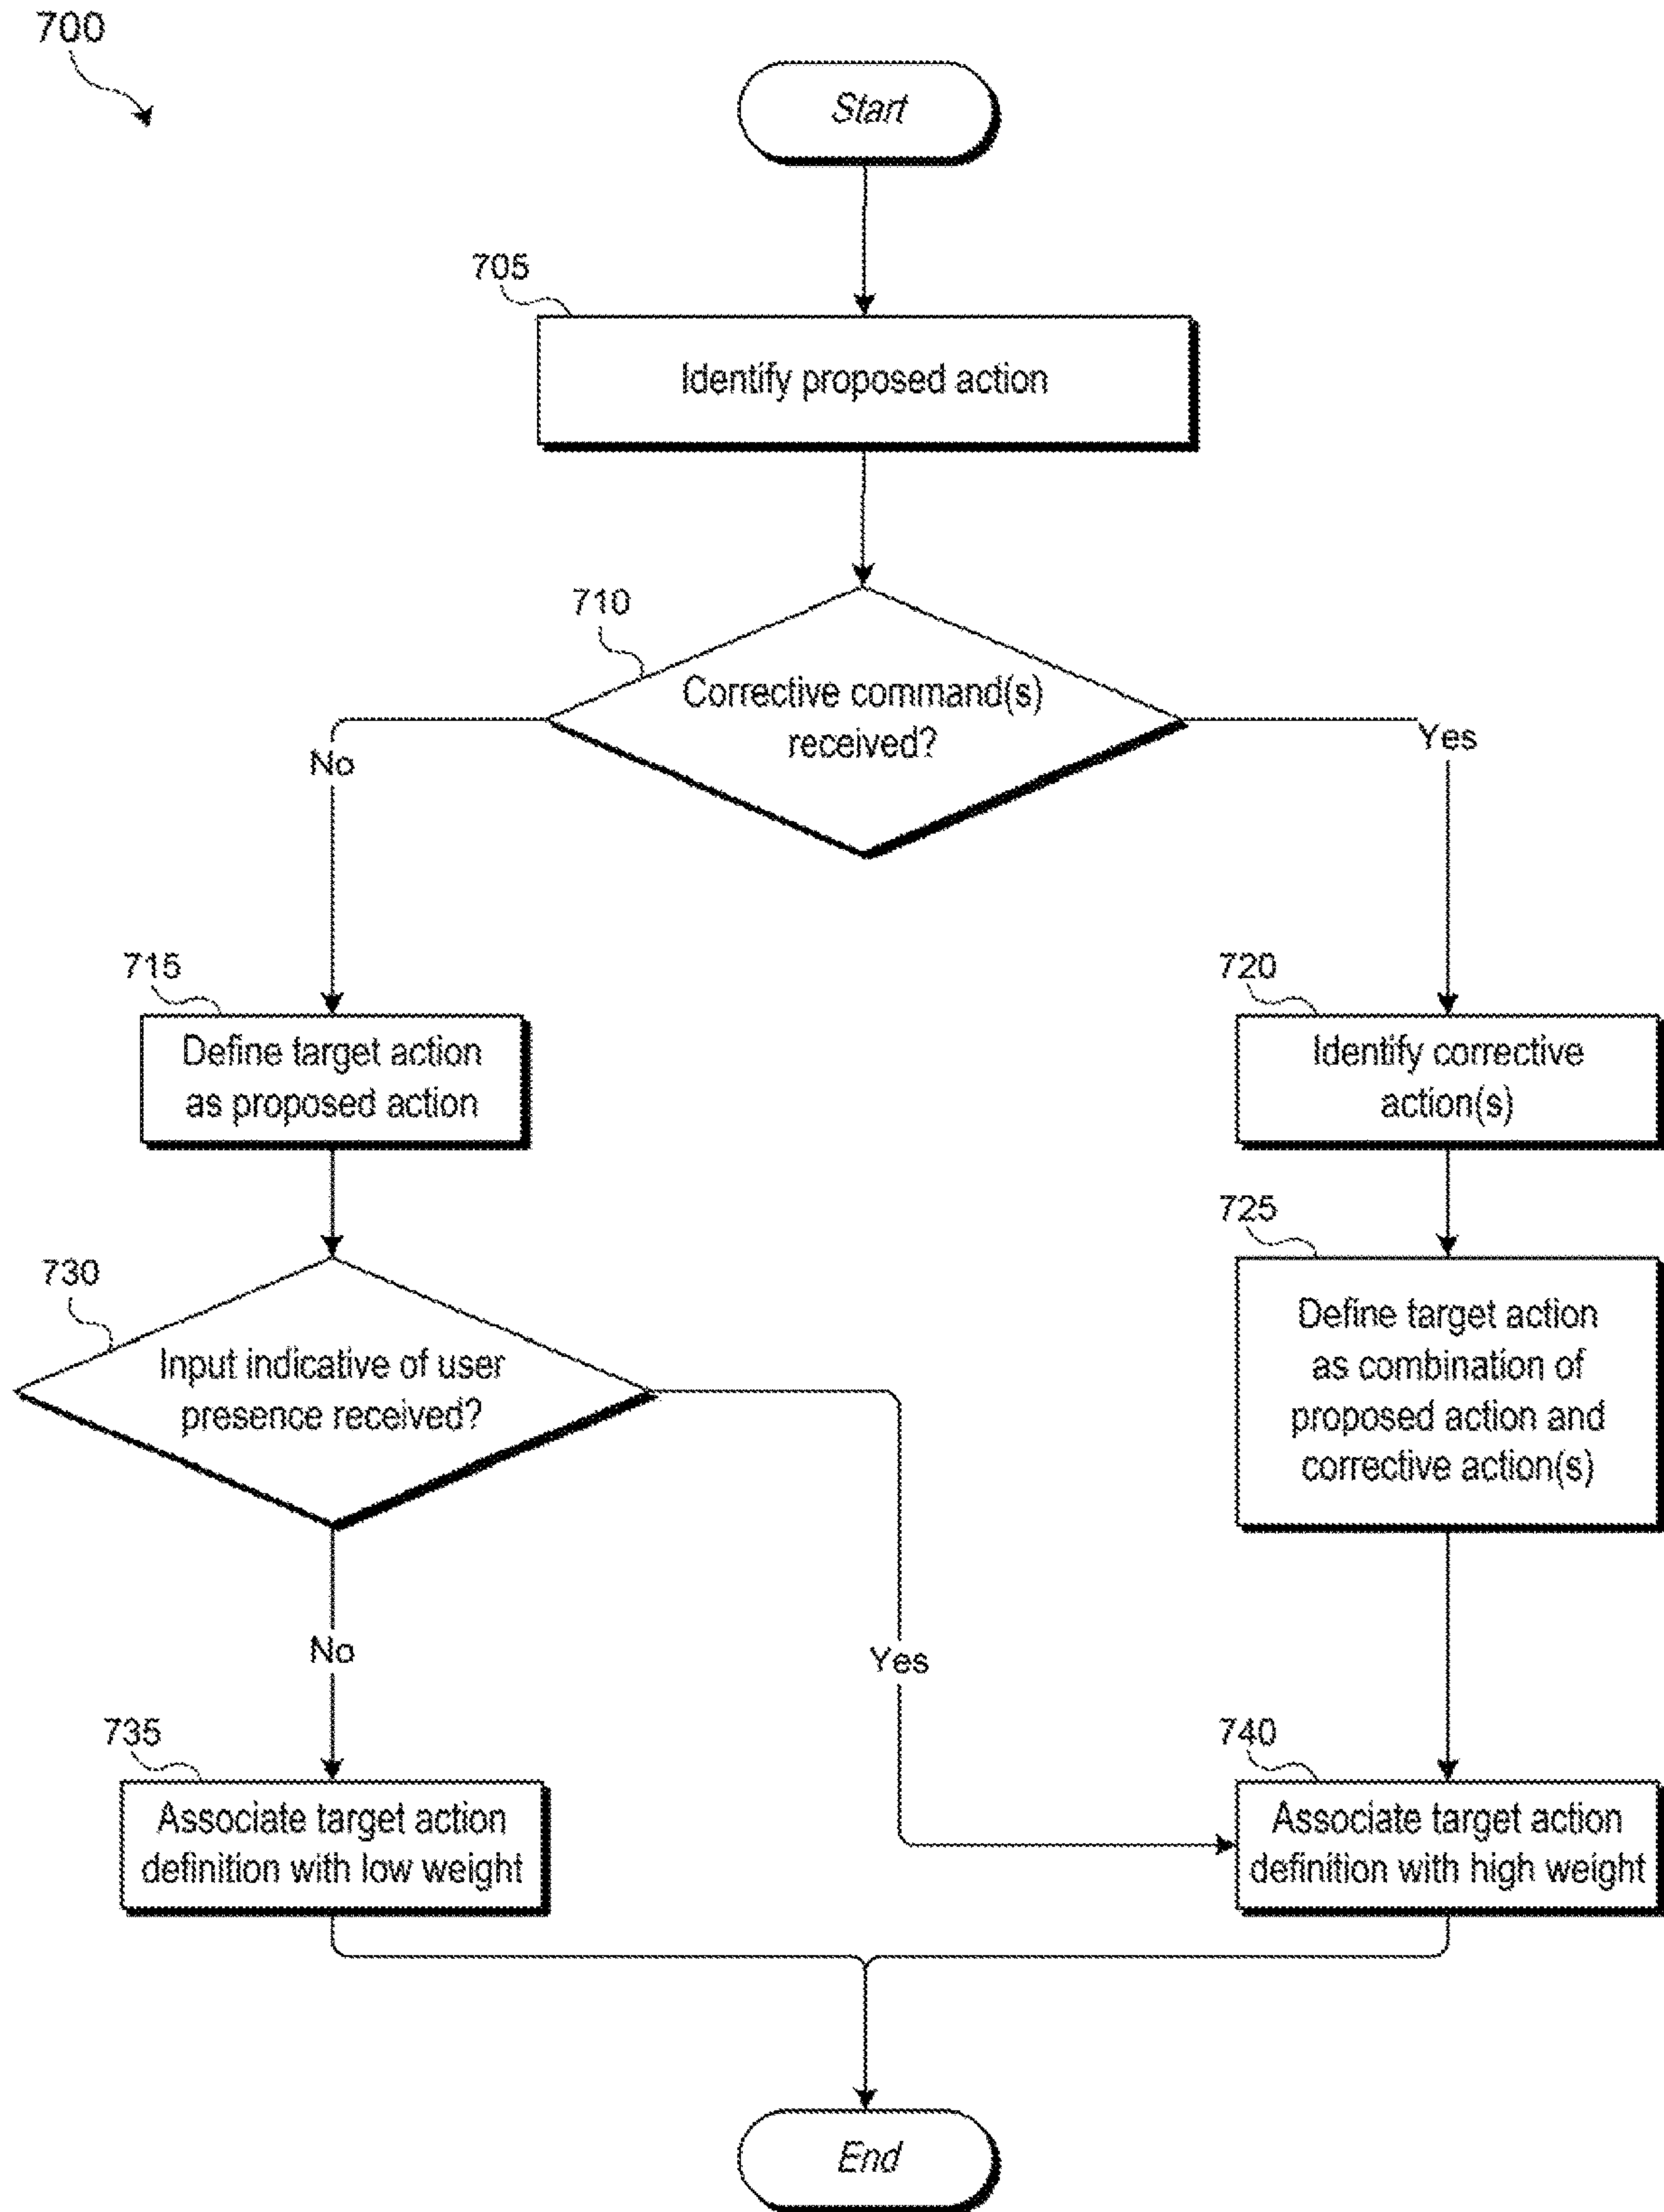 700
Start
705
Identify proposed action
710
Corrective command(s)
received?
No
Yes
715
Define target action
as proposed action
720
Identify corrective
action(s)
725
Define target action
as combination of
proposed action and
corrective action(s)
730
Input indicative of user
presence received?
No
Yes
735
Associate target action
definition with low weight
740
Associate target action
definition with high weight
End